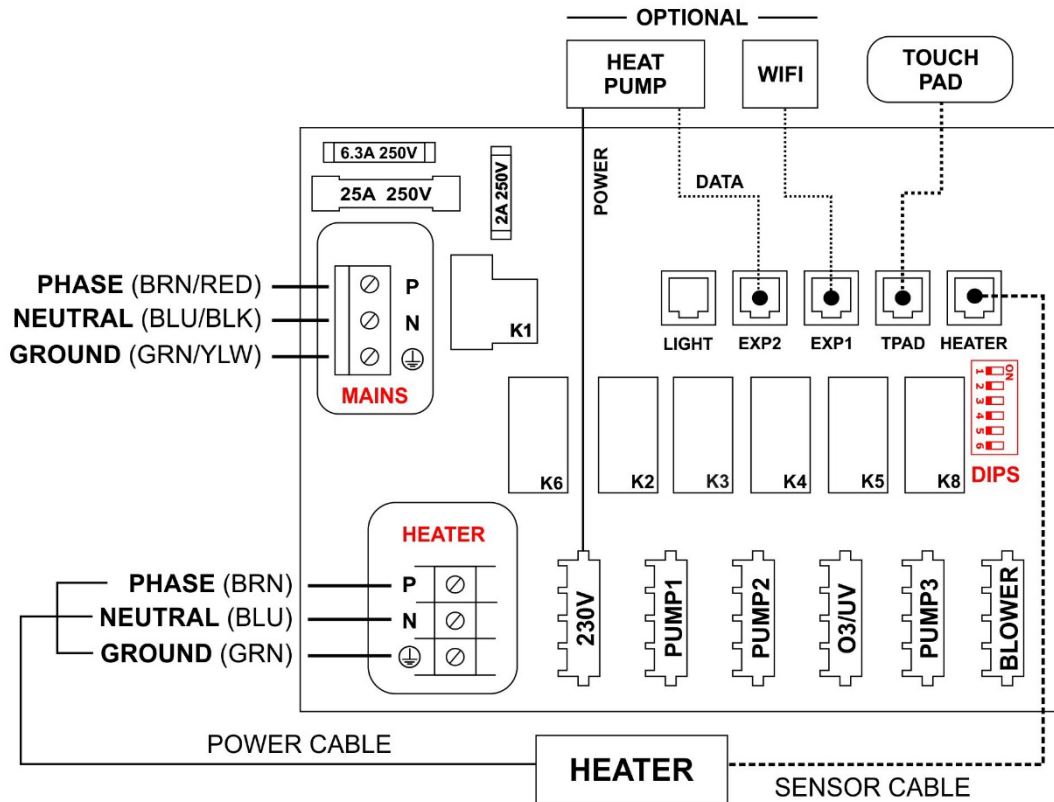 OPTIONAL
HEAT
PUMP
WIFI
TOUCH
PAD
6.3A 250V
25A 250V
2A 250V
POWER
DATA
PHASE (BRN/RED)
NEUTRAL (BLU/BLK)
GROUND (GRN/YLW)
P
N
MAINS
K1
LIGHT
EXP2
EXP1
TPAD
HEATER
ON
1
2
3
4
5
6
DIPS
K6
K2
K3
K4
K5
K8
HEATER
PHASE (BRN)
NEUTRAL (BLU)
GROUND (GRN)
P
N
230V
PUMP1
PUMP2
O3/UV
PUMP3
BLOWER
POWER CABLE
HEATER
SENSOR CABLE